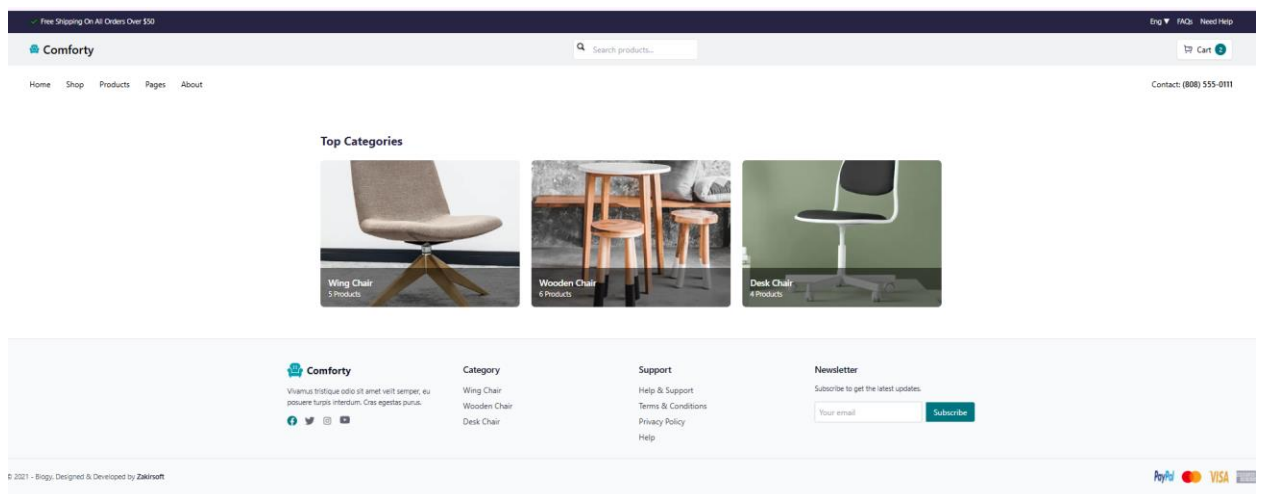 Free Shipping On All Orders Over $50
Eng ▼ FAQs Need Help
Comforty
Search products...
Cart 2
Home Shop Products Pages About
Contact: (808) 555-0111
Top Categories
Wing Chair
5 Products
Wooden Chair
6 Products
Desk Chair
4 Products
Comforty
Vivamus tristique odio sit amet velit semper, eu
posuere turpis interdum. Cras egestas purus.
Category
Wing Chair
Wooden Chair
Desk Chair
Support
Help & Support
Terms & Conditions
Privacy Policy
Help
Newsletter
Subscribe to get the latest updates.
Your email
Subscribe
© 2021 - Blogy. Designed & Developed by Zakirsoft
PayPal VISA